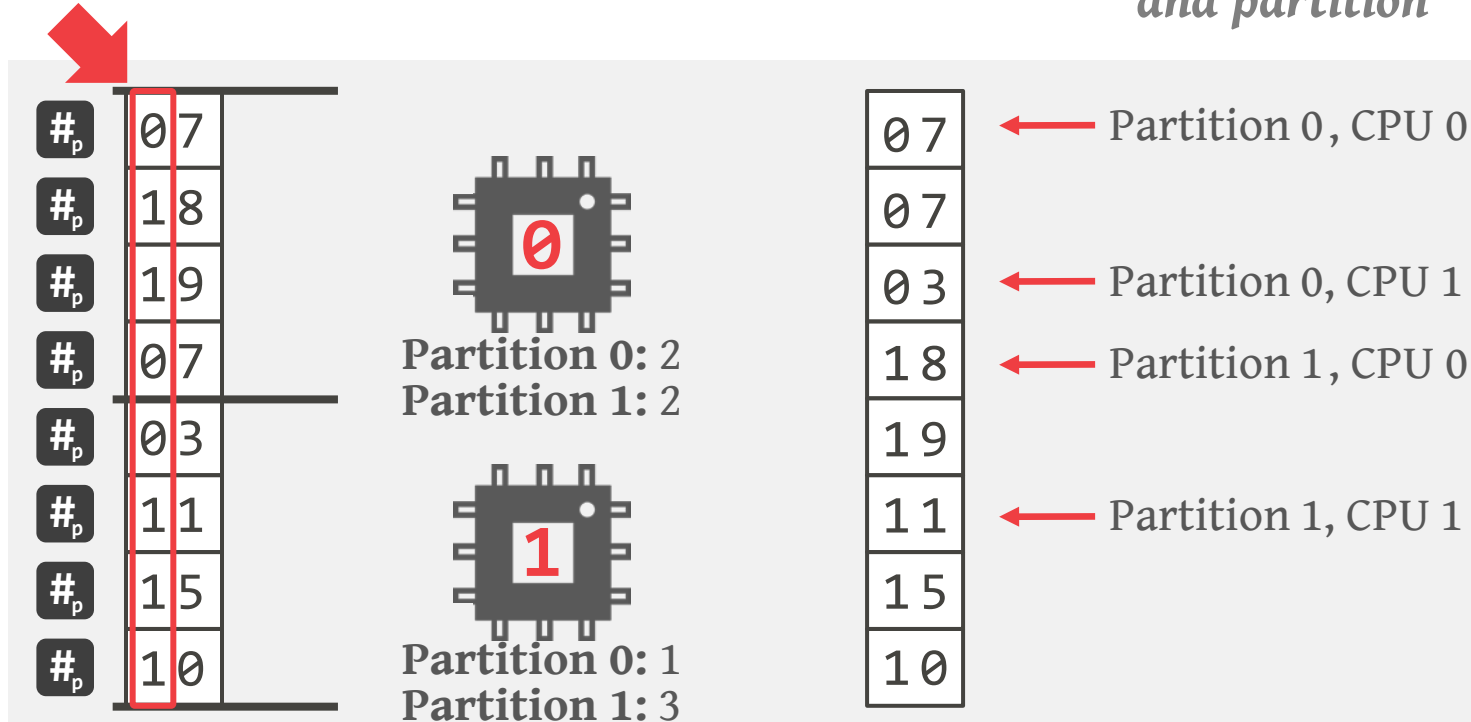 and partition
#p 07
#p 18
#p 19
#p 07
#p 03
#p 11
#p 15
#p 10
0
Partition 0: 2
Partition 1: 2
1
Partition 0: 1
Partition 1: 3
07 Partition 0, CPU 0
07
03 Partition 0, CPU 1
18 Partition 1, CPU 0
19
11 Partition 1, CPU 1
15
10